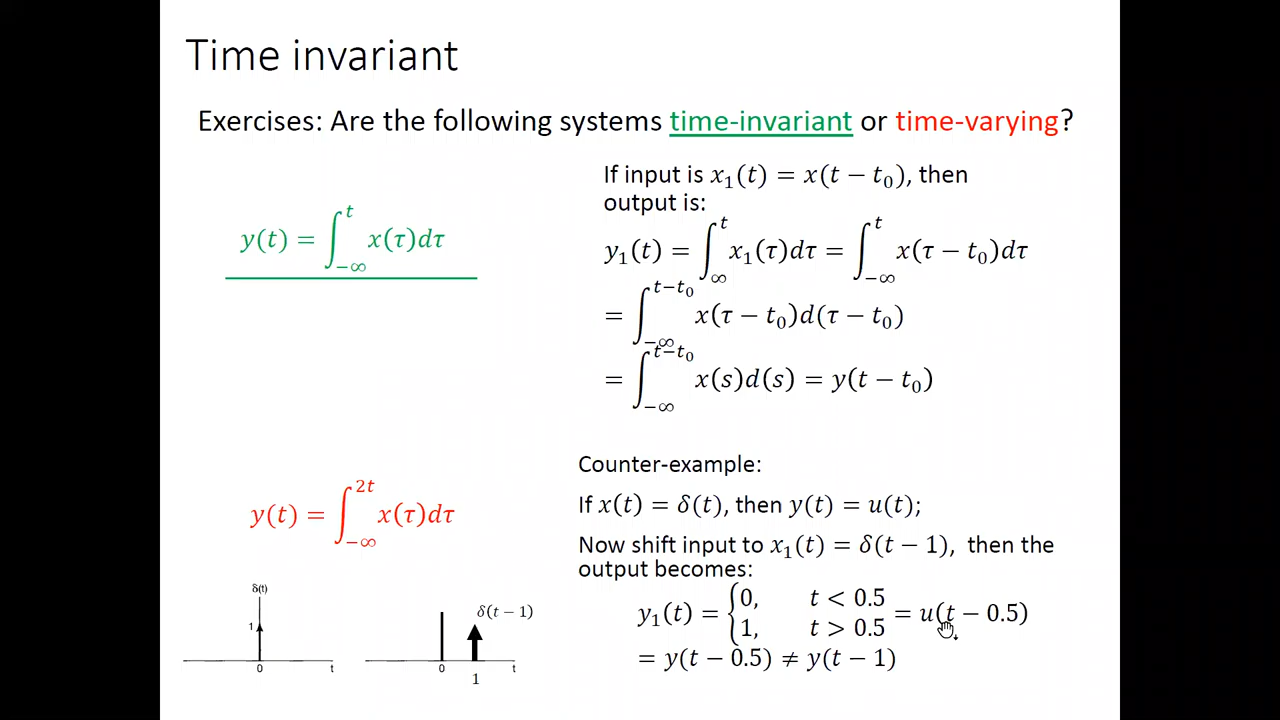 Time invariant
Exercises: Are the following systems time-invariant or time-varying?
y(t) = ∫_{−∞}^{t} x(τ)dτ
If input is x₁(t) = x(t − t₀), then
output is:
y₁(t) = ∫_{∞}^{t} x₁(τ)dτ = ∫_{−∞}^{t} x(τ − t₀)dτ
= ∫_{−∞}^{t−t₀} x(τ − t₀)d(τ − t₀)
= ∫_{−∞}^{t−t₀} x(s)d(s) = y(t − t₀)
y(t) = ∫_{−∞}^{2t} x(τ)dτ
Counter-example:
If x(t) = δ(t), then y(t) = u(t);
Now shift input to x₁(t) = δ(t − 1), then the
output becomes:
y₁(t) = {0, t < 0.5
1, t > 0.5 = u(t − 0.5)
= y(t − 0.5) ≠ y(t − 1)
δ(t)
1
0
t
δ(t − 1)
0
t
1